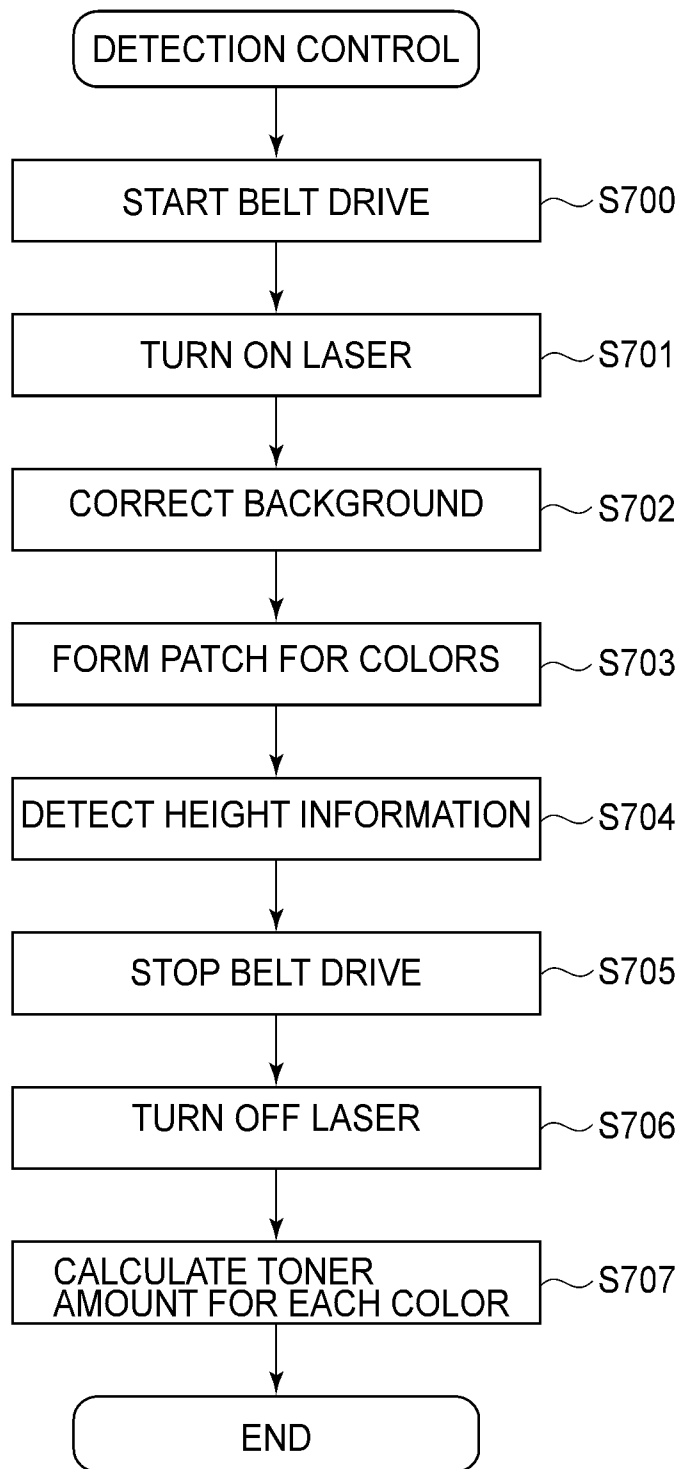 DETECTION CONTROL
START BELT DRIVE
S700
TURN ON LASER
S701
CORRECT BACKGROUND
S702
FORM PATCH FOR COLORS
S703
DETECT HEIGHT INFORMATION
S704
STOP BELT DRIVE
S705
TURN OFF LASER
S706
CALCULATE TONER
AMOUNT FOR EACH COLOR
S707
END